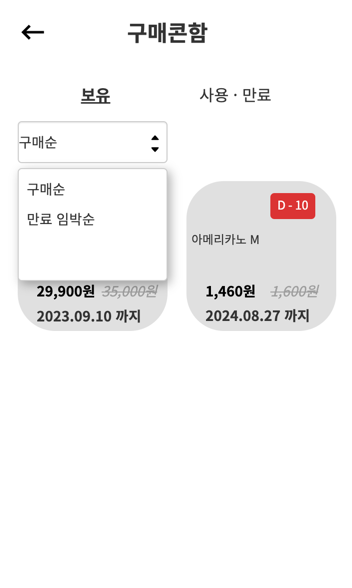 구매콘함
보유
사용 · 만료
구매순
구매순
만료 임박순
D - 10
아메리카노 M
29,900원 35,000원
1,460원 1,600원
2023.09.10 까지
2024.08.27 까지